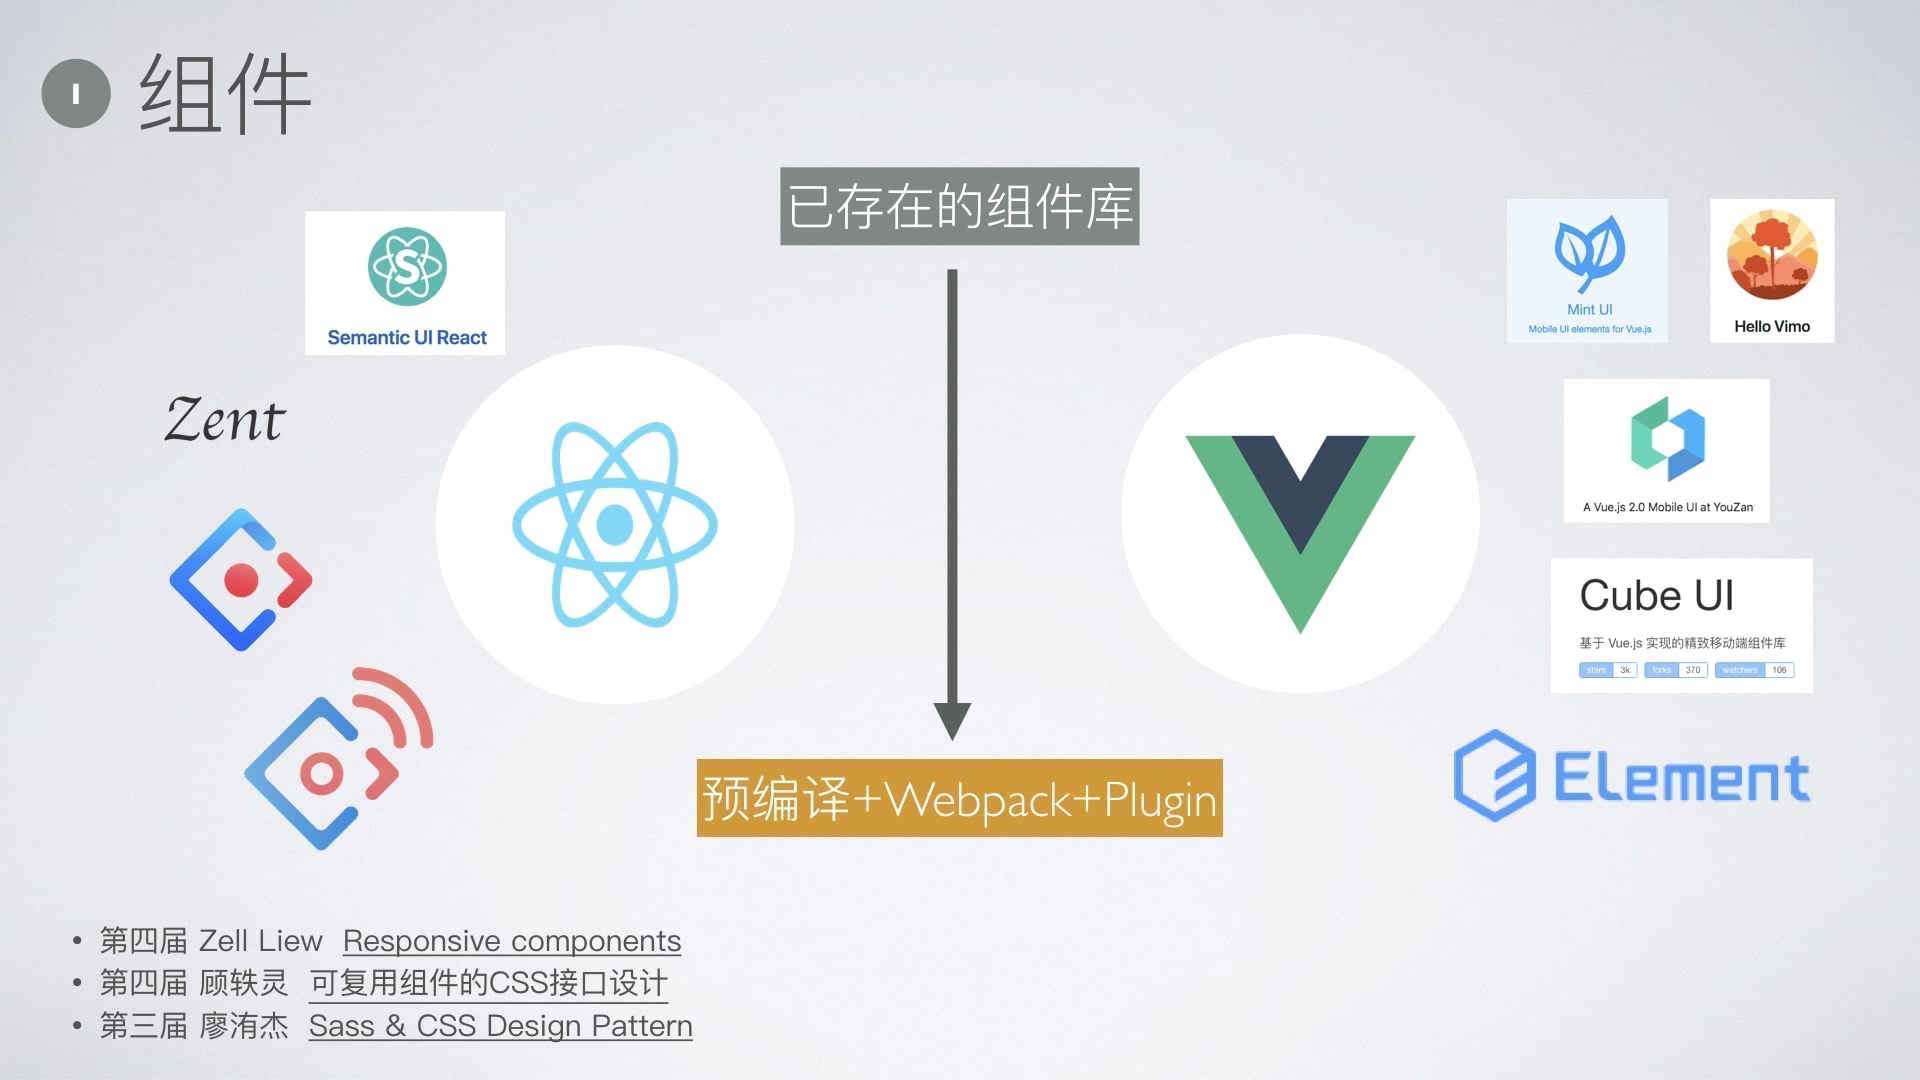 I 组件
已存在的组件库
Semantic UI React
Zent
Mint UI
Mobile UI elements for Vue.js
Hello Vimo
A Vue.js 2.0 Mobile UI at YouZan
Cube UI
基于 Vue.js 实现的精致移动端组件库
stars 3k forks 370 watchers 106
Element
预编译+Webpack+Plugin
• 第四届 Zell Liew Responsive components
• 第四届 顾轶灵 可复用组件的CSS接口设计
• 第三届 廖洧杰 Sass & CSS Design Pattern